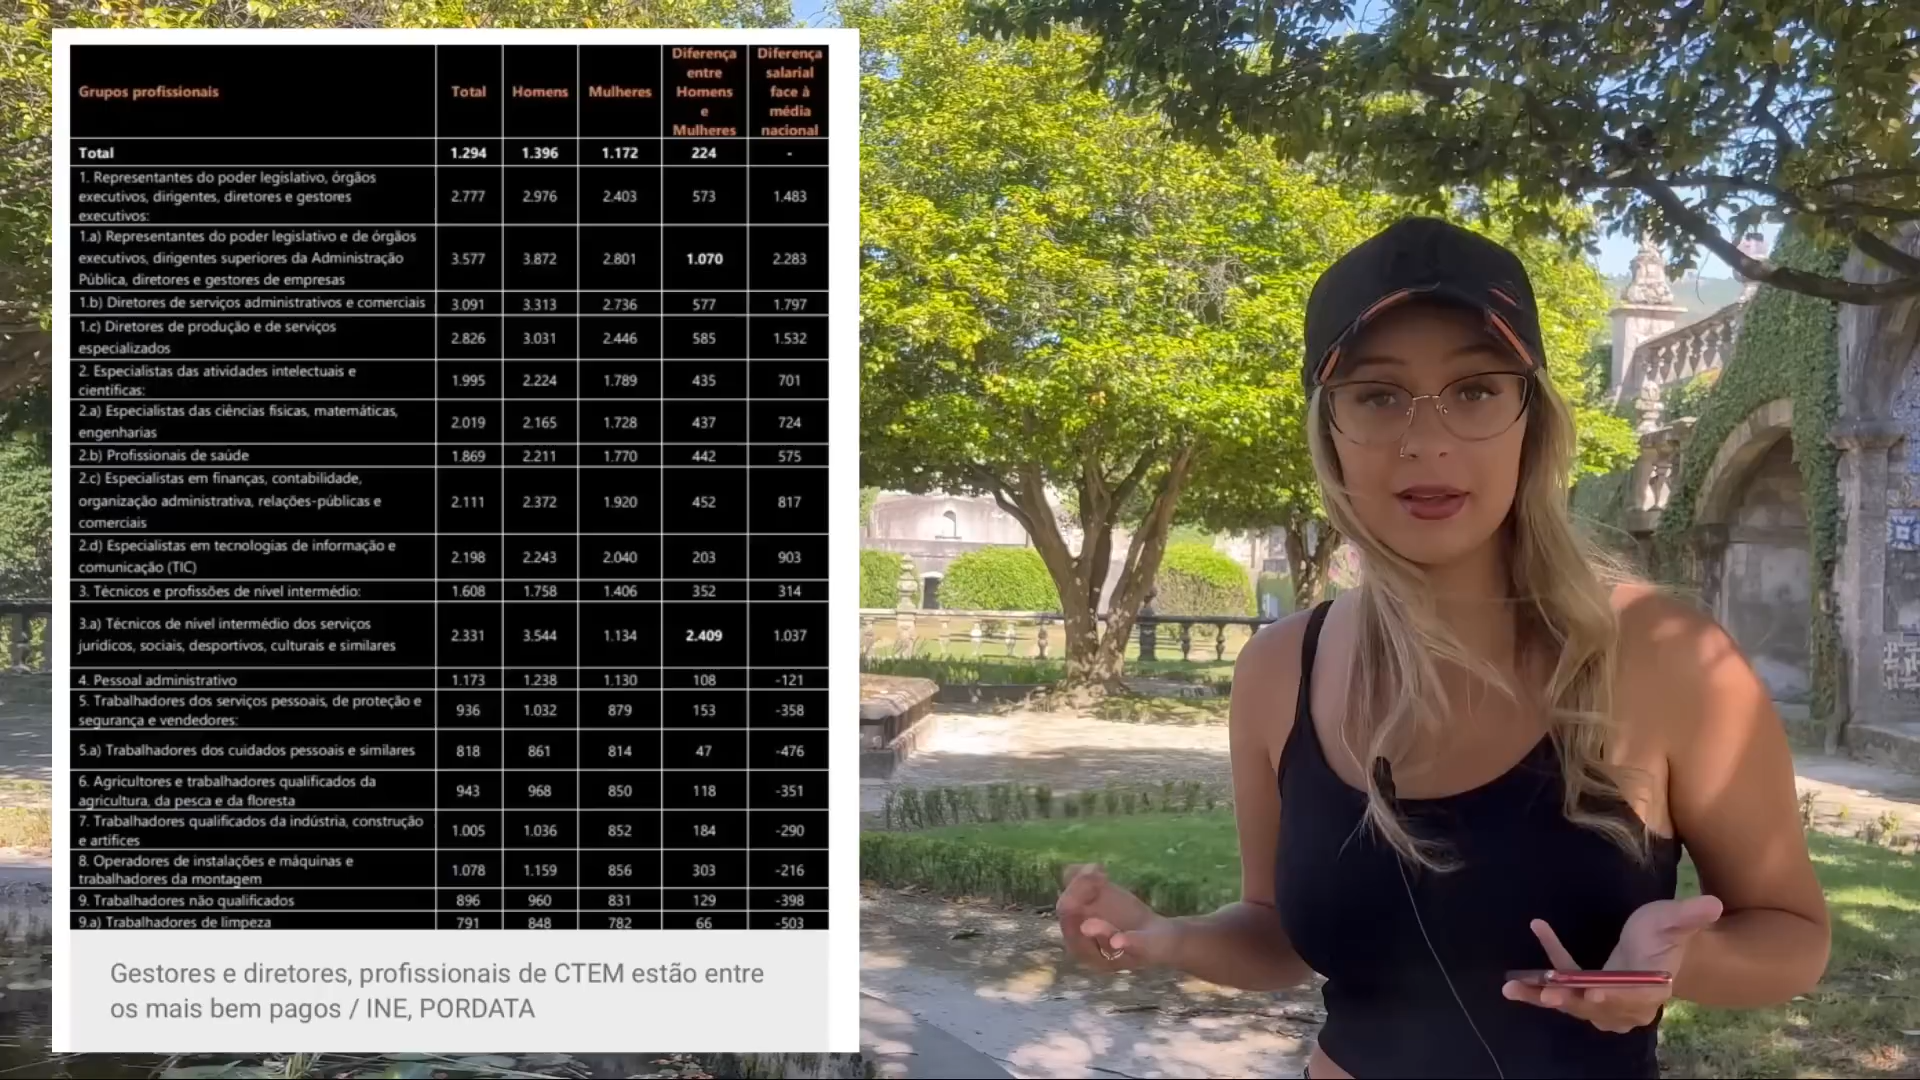 Grupos profissionais Total Homens Mulheres Diferença entre Homens e Mulheres Diferença salarial face à média nacional
Total 1.294 1.396 1.172 224 -
1. Representantes do poder legislativo, órgãos
executivos, dirigentes, diretores e gestores
executivos: 2.777 2.976 2.403 573 1.483
1.a) Representantes do poder legislativo e de órgãos
executivos, dirigentes superiores da Administração
Pública, diretores e gestores de empresas 3.577 3.872 2.801 1.070 2.283
1.b) Diretores de serviços administrativos e comerciais 3.091 3.313 2.736 577 1.797
1.c) Diretores de produção e de serviços
especializados 2.826 3.031 2.446 585 1.532
2. Especialistas das atividades intelectuais e
científicas: 1.995 2.224 1.789 435 701
2.a) Especialistas das ciências físicas, matemáticas,
engenharias 2.019 2.165 1.728 437 724
2.b) Profissionais de saúde 1.869 2.211 1.770 442 575
2.c) Especialistas em finanças, contabilidade,
organização administrativa, relações-públicas e
comerciais 2.111 2.372 1.920 452 817
2.d) Especialistas em tecnologias de informação e
comunicação (TIC) 2.198 2.243 2.040 203 903
3. Técnicos e profissões de nível intermédio: 1.608 1.758 1.406 352 314
3.a) Técnicos de nível intermédio dos serviços
jurídicos, sociais, desportivos, culturais e similares 2.331 3.544 1.134 2.409 1.037
4. Pessoal administrativo 1.173 1.238 1.130 108 -121
5. Trabalhadores dos serviços pessoais, de proteção e
segurança e vendedores: 936 1.032 879 153 -358
5.a) Trabalhadores dos cuidados pessoais e similares 818 861 814 47 -476
6. Agricultores e trabalhadores qualificados da
agricultura, da pesca e da floresta 943 968 850 118 -351
7. Trabalhadores qualificados da indústria, construção
e artífices 1.005 1.036 852 184 -290
8. Operadores de instalações e máquinas e
trabalhadores da montagem 1.078 1.159 856 303 -216
9. Trabalhadores não qualificados 896 960 831 129 -398
9.a) Trabalhadores de limpeza 791 848 782 66 -503
Gestores e diretores, profissionais de CTEM estão entre
os mais bem pagos / INE, PORDATA